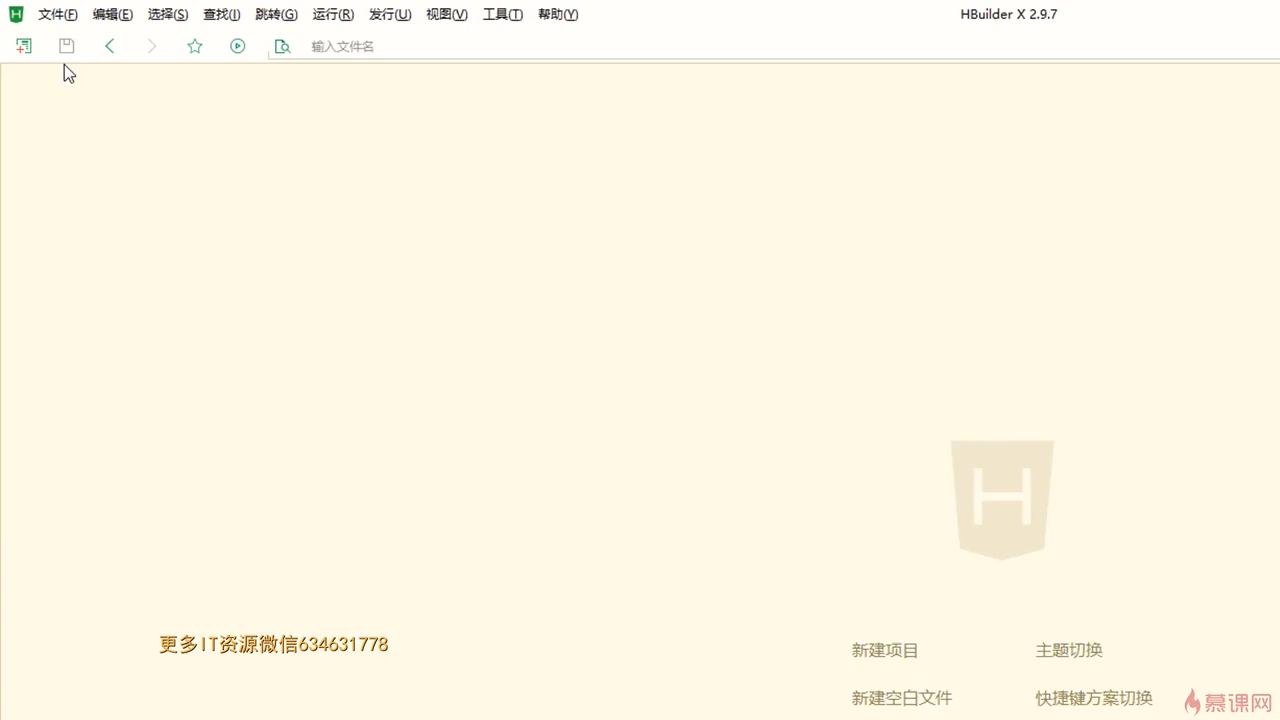 文件(F) 编辑(E) 选择(S) 查找(I) 跳转(G) 运行(R) 发行(U) 视图(V) 工具(T) 帮助(Y) HBuilder X 2.9.7
输入文件名
H
更多IT资源微信634631778
新建项目 主题切换
新建空白文件 快捷键方案切换
慕课网